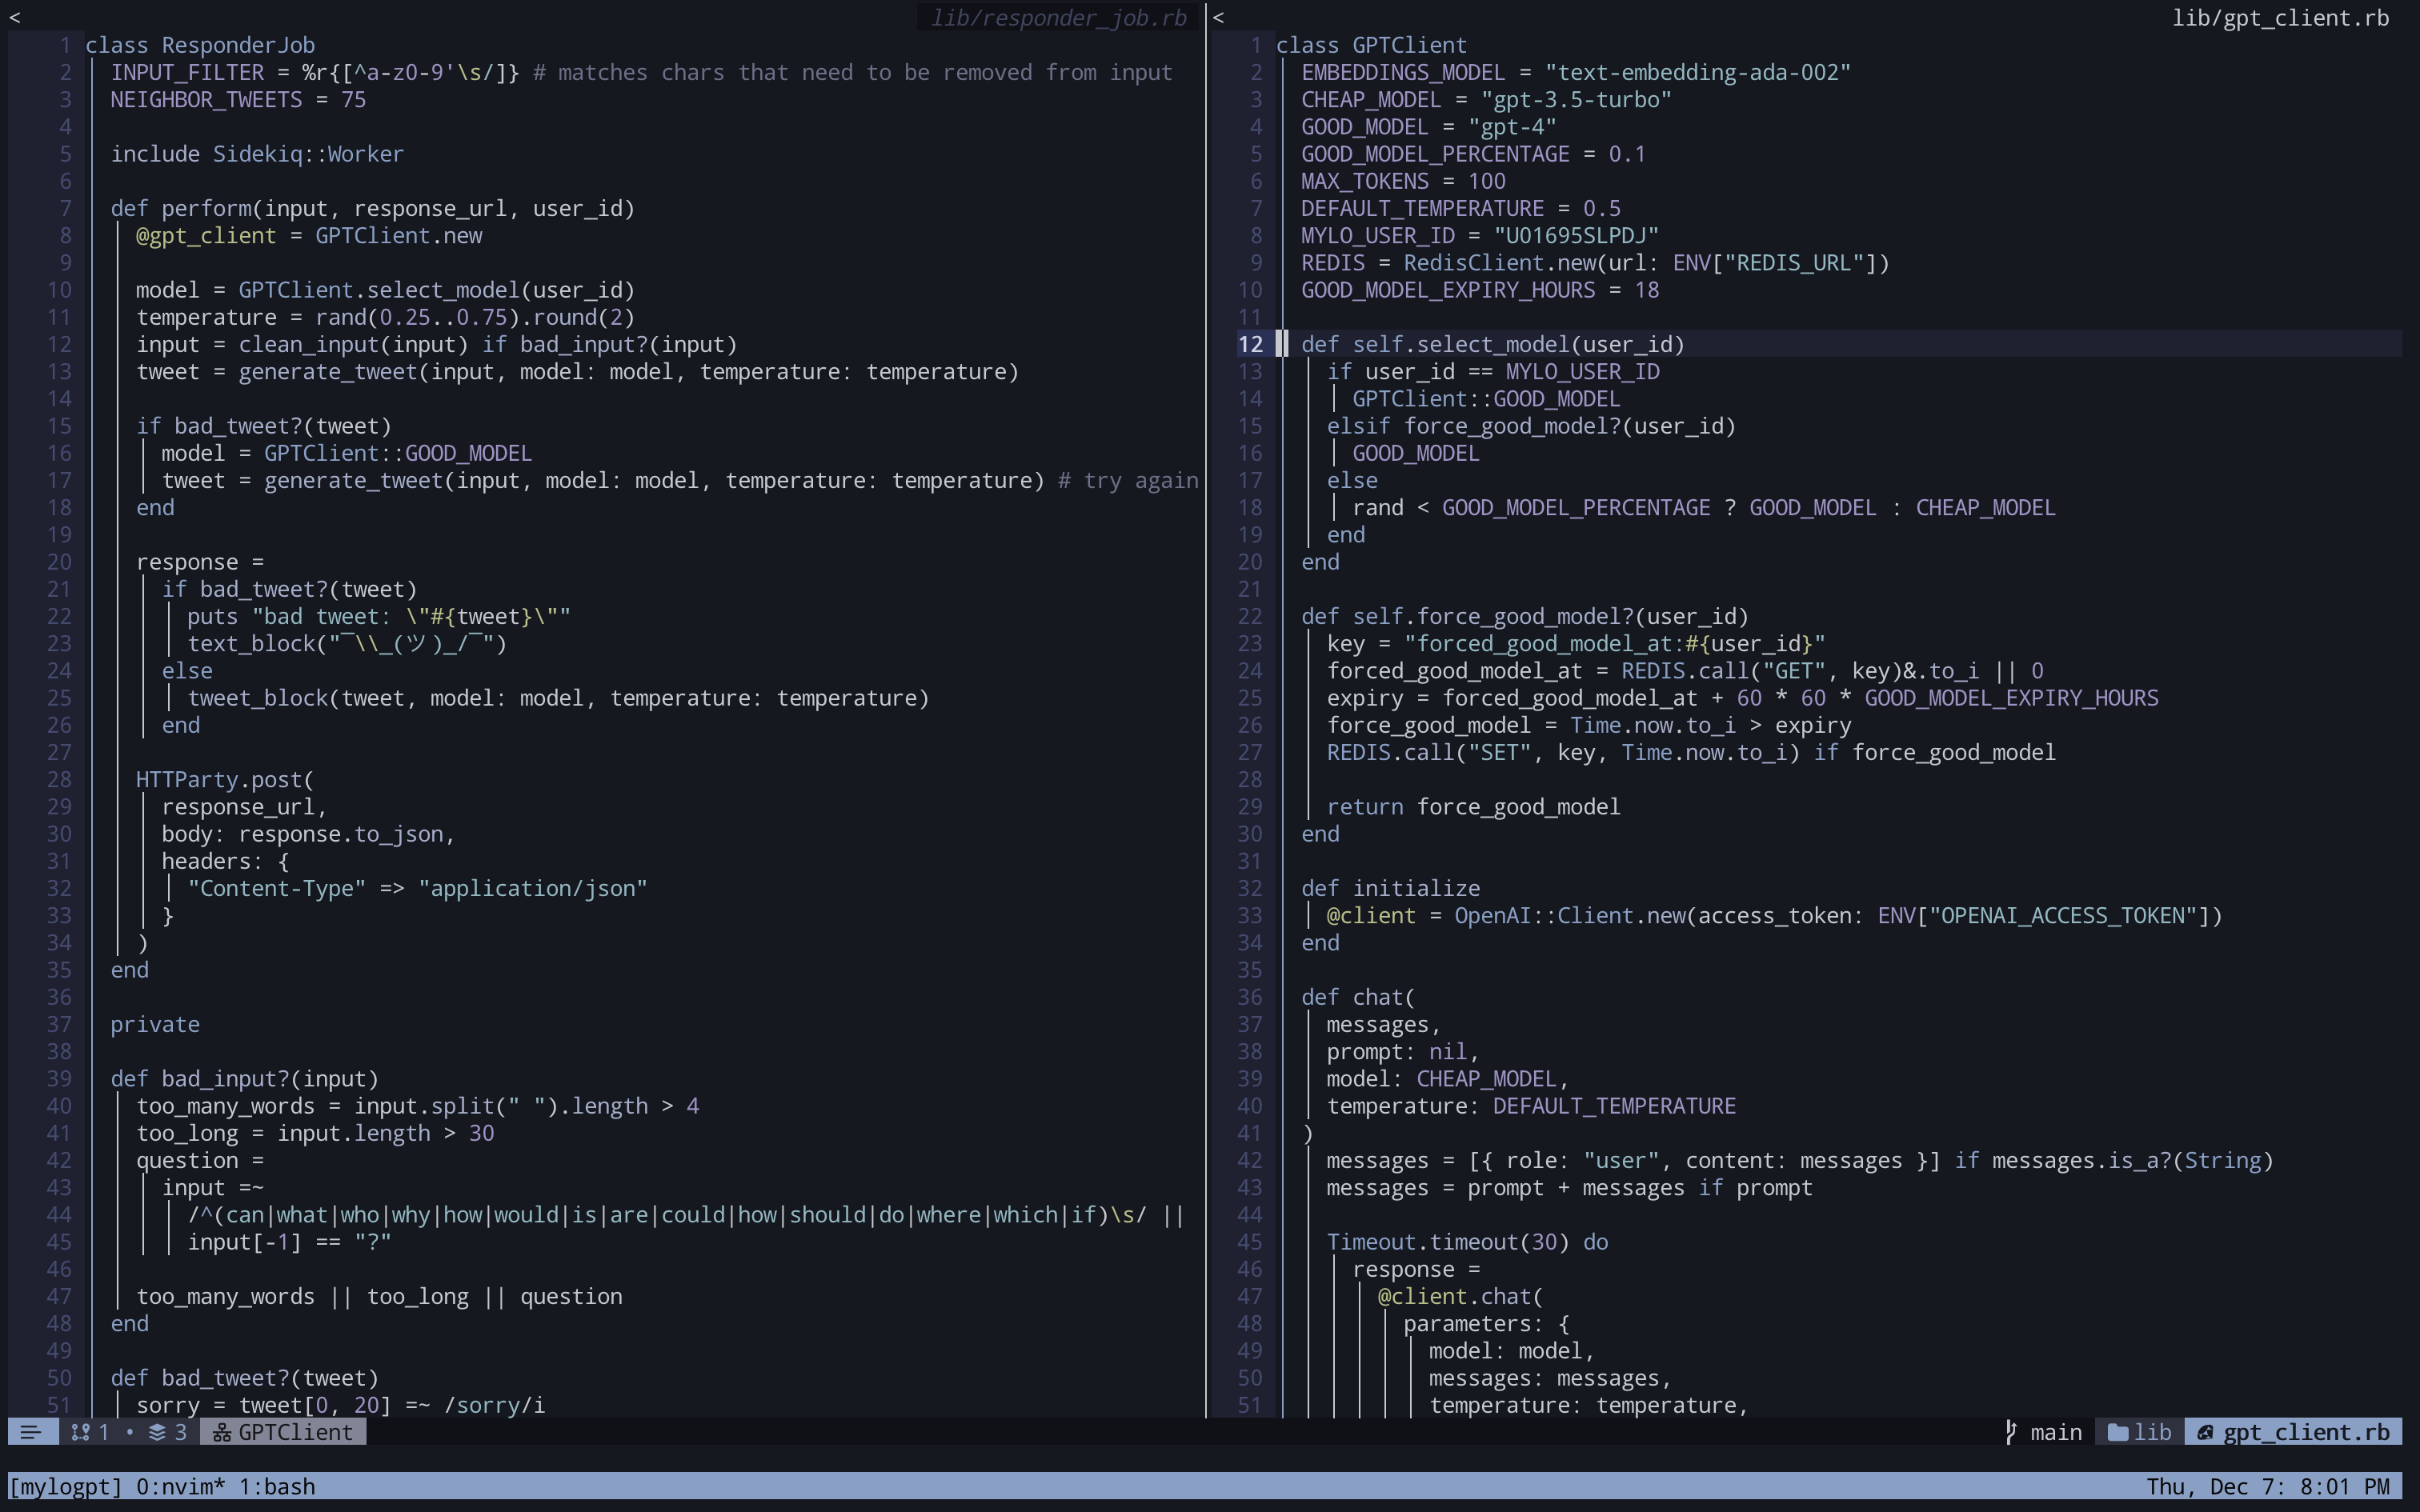 < lib/responder_job.rb
1 class ResponderJob
2 INPUT_FILTER = %r{[^a-z0-9'\s/]} # matches chars that need to be removed from input
3 NEIGHBOR_TWEETS = 75
4
5 include Sidekiq::Worker
6
7 def perform(input, response_url, user_id)
8 @gpt_client = GPTClient.new
9
10 model = GPTClient.select_model(user_id)
11 temperature = rand(0.25..0.75).round(2)
12 input = clean_input(input) if bad_input?(input)
13 tweet = generate_tweet(input, model: model, temperature: temperature)
14
15 if bad_tweet?(tweet)
16 model = GPTClient::GOOD_MODEL
17 tweet = generate_tweet(input, model: model, temperature: temperature) # try again
18 end
19
20 response =
21 if bad_tweet?(tweet)
22 puts "bad tweet: \"#{tweet}\""
23 text_block("¯\\_(ツ)_/¯")
24 else
25 tweet_block(tweet, model: model, temperature: temperature)
26 end
27
28 HTTParty.post(
29 response_url,
30 body: response.to_json,
31 headers: {
32 "Content-Type" => "application/json"
33 }
34 )
35 end
36
37 private
38
39 def bad_input?(input)
40 too_many_words = input.split(" ").length > 4
41 too_long = input.length > 30
42 question =
43 input =~
44 /^(can|what|who|why|how|would|is|are|could|how|should|do|where|which|if)\s/ ||
45 input[-1] == "?"
46
47 too_many_words || too_long || question
48 end
49
50 def bad_tweet?(tweet)
51 sorry = tweet[0, 20] =~ /sorry/i
< lib/gpt_client.rb
1 class GPTClient
2 EMBEDDINGS_MODEL = "text-embedding-ada-002"
3 CHEAP_MODEL = "gpt-3.5-turbo"
4 GOOD_MODEL = "gpt-4"
5 GOOD_MODEL_PERCENTAGE = 0.1
6 MAX_TOKENS = 100
7 DEFAULT_TEMPERATURE = 0.5
8 MYLO_USER_ID = "U01695SLPDJ"
9 REDIS = RedisClient.new(url: ENV["REDIS_URL"])
10 GOOD_MODEL_EXPIRY_HOURS = 18
11
12 def self.select_model(user_id)
13 if user_id == MYLO_USER_ID
14 GPTClient::GOOD_MODEL
15 elsif force_good_model?(user_id)
16 GOOD_MODEL
17 else
18 rand < GOOD_MODEL_PERCENTAGE ? GOOD_MODEL : CHEAP_MODEL
19 end
20 end
21
22 def self.force_good_model?(user_id)
23 key = "forced_good_model_at:#{user_id}"
24 forced_good_model_at = REDIS.call("GET", key)&.to_i || 0
25 expiry = forced_good_model_at + 60 * 60 * GOOD_MODEL_EXPIRY_HOURS
26 force_good_model = Time.now.to_i > expiry
27 REDIS.call("SET", key, Time.now.to_i) if force_good_model
28
29 return force_good_model
30 end
31
32 def initialize
33 @client = OpenAI::Client.new(access_token: ENV["OPENAI_ACCESS_TOKEN"])
34 end
35
36 def chat(
37 messages,
38 prompt: nil,
39 model: CHEAP_MODEL,
40 temperature: DEFAULT_TEMPERATURE
41 )
42 messages = [{ role: "user", content: messages }] if messages.is_a?(String)
43 messages = prompt + messages if prompt
44
45 Timeout.timeout(30) do
46 response =
47 @client.chat(
48 parameters: {
49 model: model,
50 messages: messages,
51 temperature: temperature,
1 • 3 GPTClient main lib gpt_client.rb
[mylogpt] 0:nvim* 1:bash Thu, Dec 7: 8:01 PM